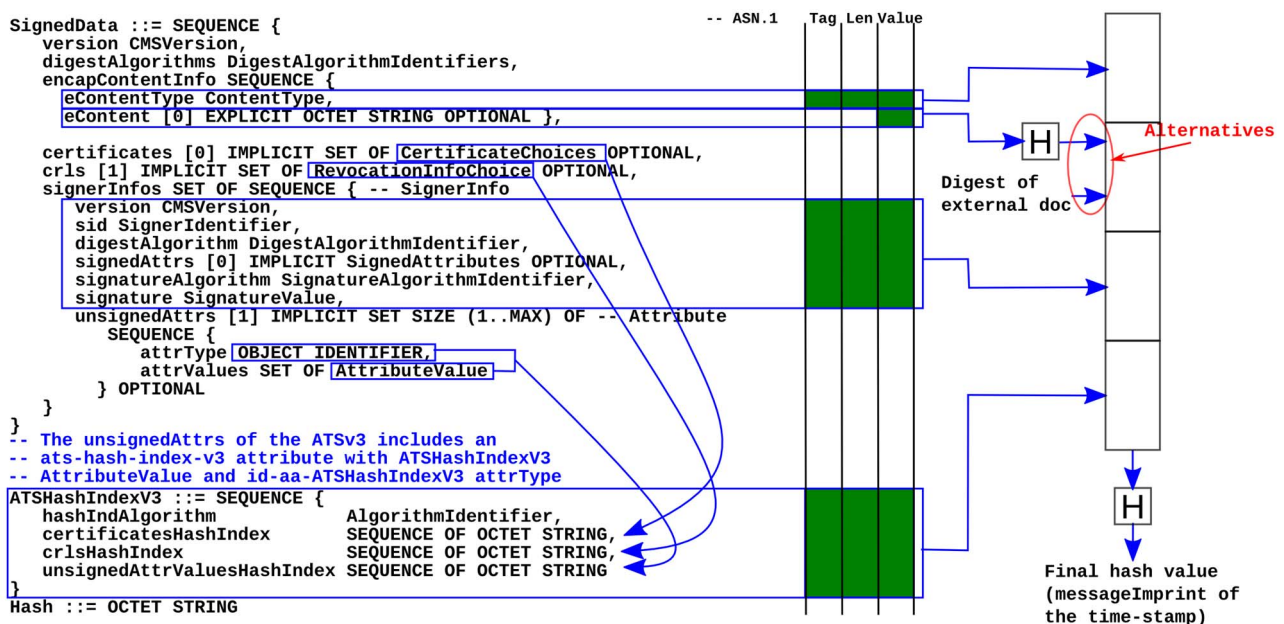 -- ASN.1 Tag Len Value
SignedData ::= SEQUENCE {
version CMSVersion,
digestAlgorithms DigestAlgorithmIdentifiers,
encapContentInfo SEQUENCE {
eContentType ContentType,
eContent [0] EXPLICIT OCTET STRING OPTIONAL },
certificates [0] IMPLICIT SET OF CertificateChoices OPTIONAL,
crls [1] IMPLICIT SET OF RevocationInfoChoice OPTIONAL,
signerInfos SET OF SEQUENCE { -- SignerInfo
version CMSVersion,
sid SignerIdentifier,
digestAlgorithm DigestAlgorithmIdentifier,
signedAttrs [0] IMPLICIT SignedAttributes OPTIONAL,
signatureAlgorithm SignatureAlgorithmIdentifier,
signature SignatureValue,
unsignedAttrs [1] IMPLICIT SET SIZE (1..MAX) OF -- Attribute
SEQUENCE {
attrType OBJECT IDENTIFIER,
attrValues SET OF AttributeValue
} OPTIONAL
}
}
-- The unsignedAttrs of the ATSv3 includes an
-- ats-hash-index-v3 attribute with ATSHashIndexV3
-- AttributeValue and id-aa-ATSHashIndexV3 attrType
ATSHashIndexV3 ::= SEQUENCE {
hashIndAlgorithm AlgorithmIdentifier,
certificatesHashIndex SEQUENCE OF OCTET STRING,
crlsHashIndex SEQUENCE OF OCTET STRING,
unsignedAttrValuesHashIndex SEQUENCE OF OCTET STRING
}
Hash ::= OCTET STRING
H
Alternatives
Digest of
external doc
H
Final hash value
(messageImprint of
the time-stamp)